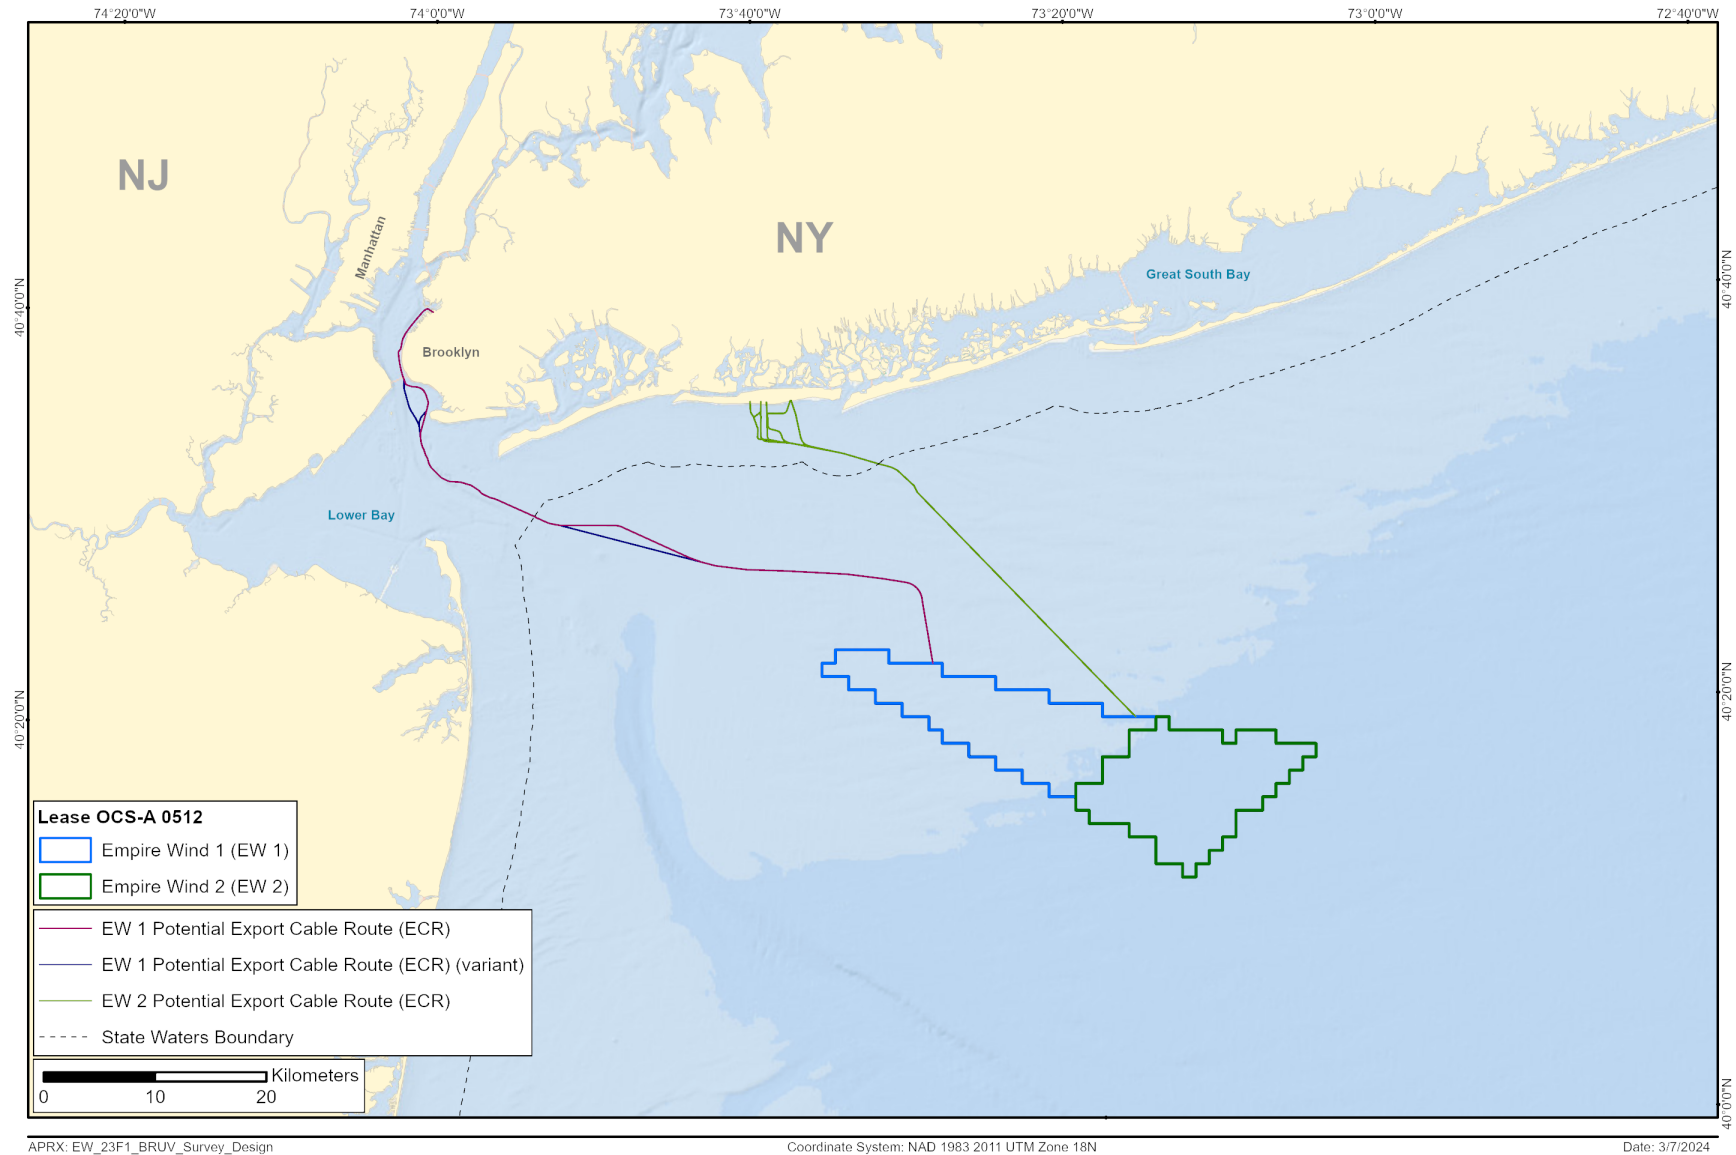 74°20'0"W 74°0'0"W 73°40'0"W 73°20'0"W 73°0'0"W 72°40'0"W
NJ
NY
Manhattan
Great South Bay
40°40'0"N
40°40'0"N
Brooklyn
Lower Bay
40°20'0"N
40°20'0"N
Lease OCS-A 0512
Empire Wind 1 (EW 1)
Empire Wind 2 (EW 2)
EW 1 Potential Export Cable Route (ECR)
EW 1 Potential Export Cable Route (ECR) (variant)
EW 2 Potential Export Cable Route (ECR)
State Waters Boundary
Kilometers
0 10 20
40°0'0"N
APRX: EW_23F1_BRUV_Survey_Design Coordinate System: NAD 1983 2011 UTM Zone 18N Date: 3/7/2024